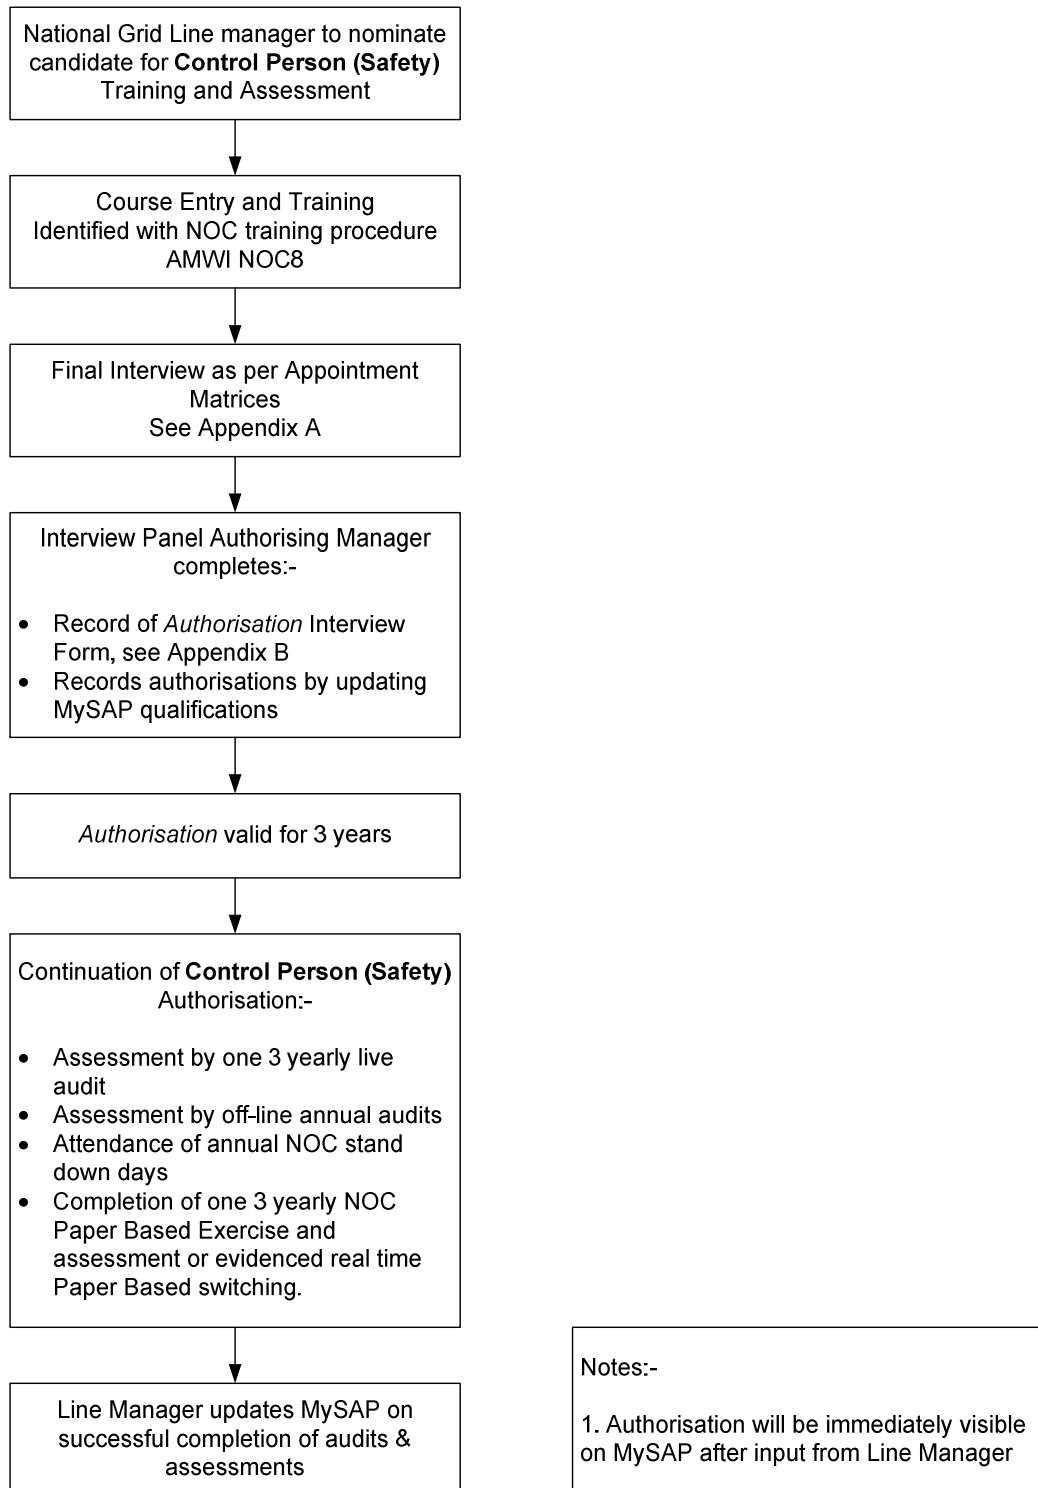 National Grid Line manager to nominate
candidate for Control Person (Safety)
Training and Assessment
Course Entry and Training
Identified with NOC training procedure
AMWI NOC8
Final Interview as per Appointment
Matrices
See Appendix A
Interview Panel Authorising Manager
completes:-
• Record of Authorisation Interview
Form, see Appendix B
• Records authorisations by updating
MySAP qualifications
Authorisation valid for 3 years
Continuation of Control Person (Safety)
Authorisation:-
• Assessment by one 3 yearly live
audit
• Assessment by off-line annual audits
• Attendance of annual NOC stand
down days
• Completion of one 3 yearly NOC
Paper Based Exercise and
assessment or evidenced real time
Paper Based switching.
Line Manager updates MySAP on
successful completion of audits &
assessments
Notes:-
1. Authorisation will be immediately visible
on MySAP after input from Line Manager